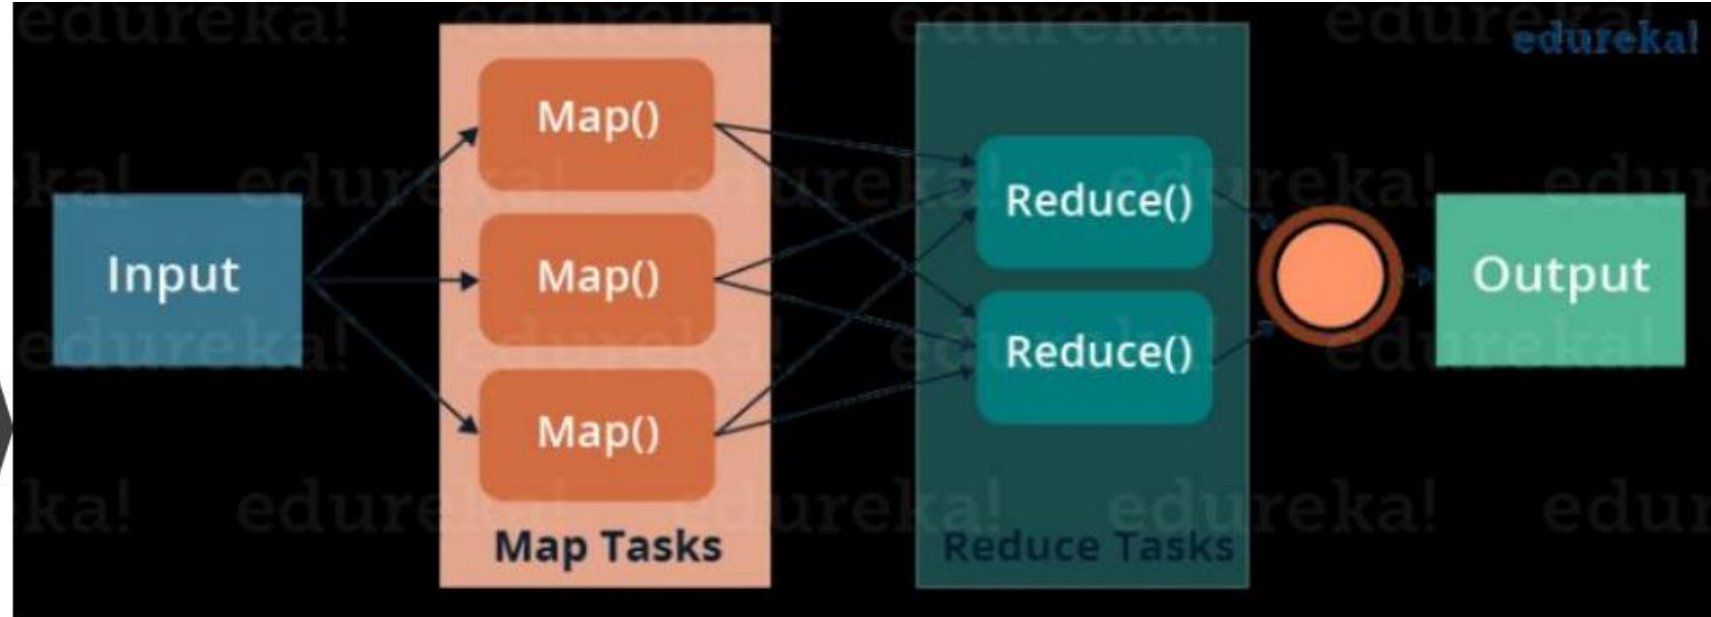 edureka!
Input
Map()
Map()
Map()
Map Tasks
Reduce()
Reduce()
Reduce Tasks
Output